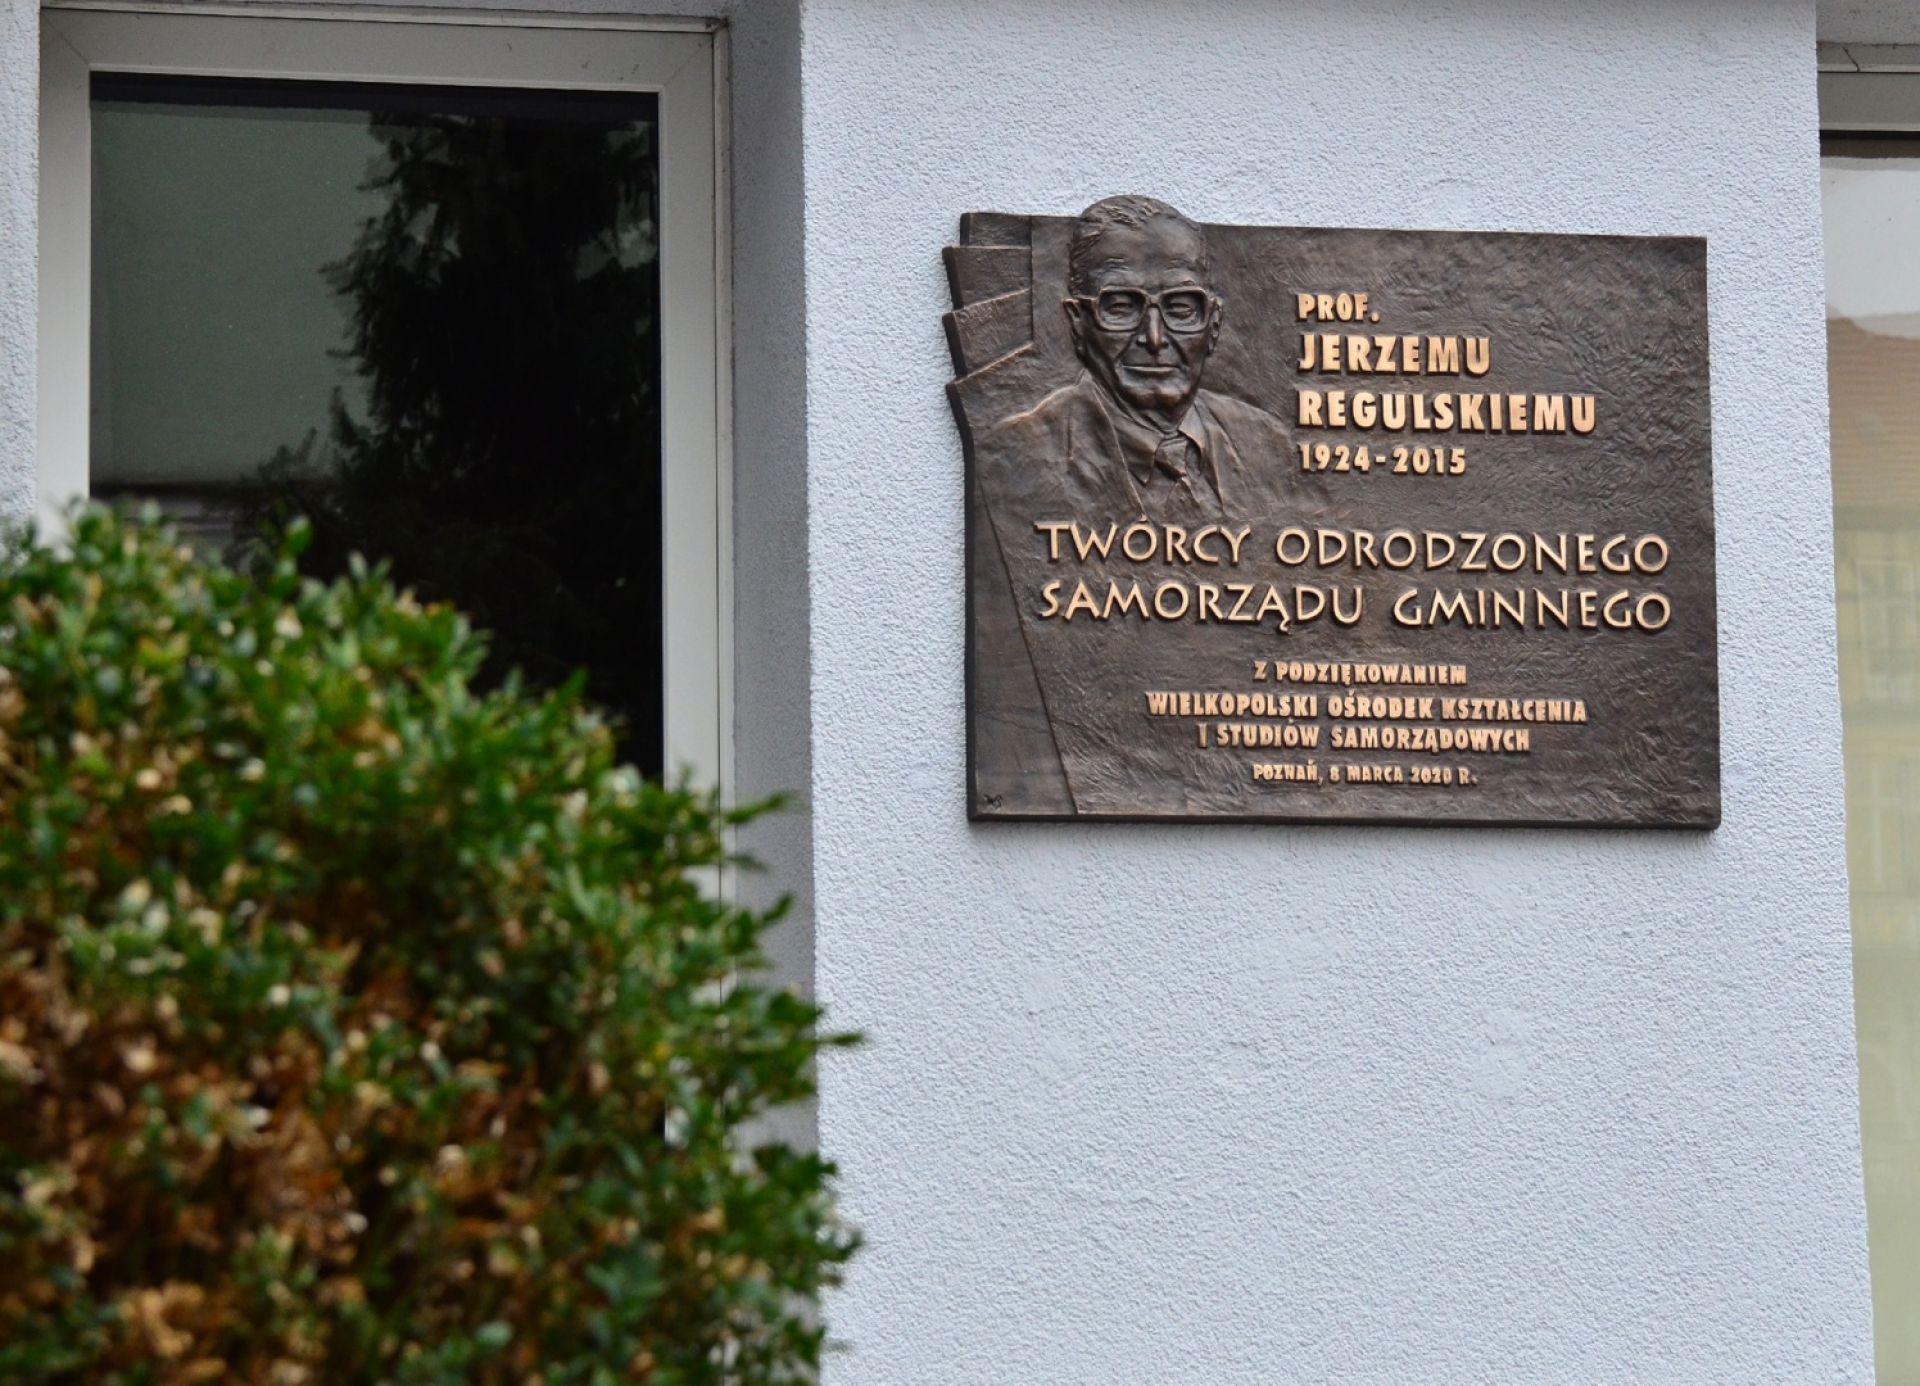 PROF.
JERZEMU
REGULSKIEMU
1924-2015
TWÓRCY ODRODZONEGO
SAMORZĄDU GMINNEGO
Z PODZIĘKOWANIEM
WIELKOPOLSKI OŚRODEK KSZTAŁCENIA
I STUDIÓW SAMORZĄDOWYCH
POZNAŃ, 8 MARCA 2020 R.